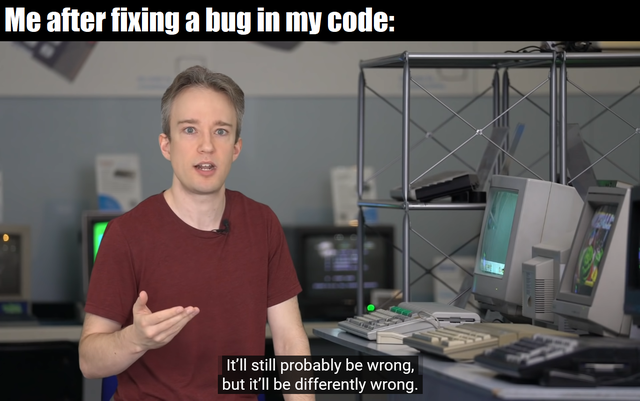 Me after fixing a bug in my code:
It'll still probably be wrong,
but it'll be differently wrong.